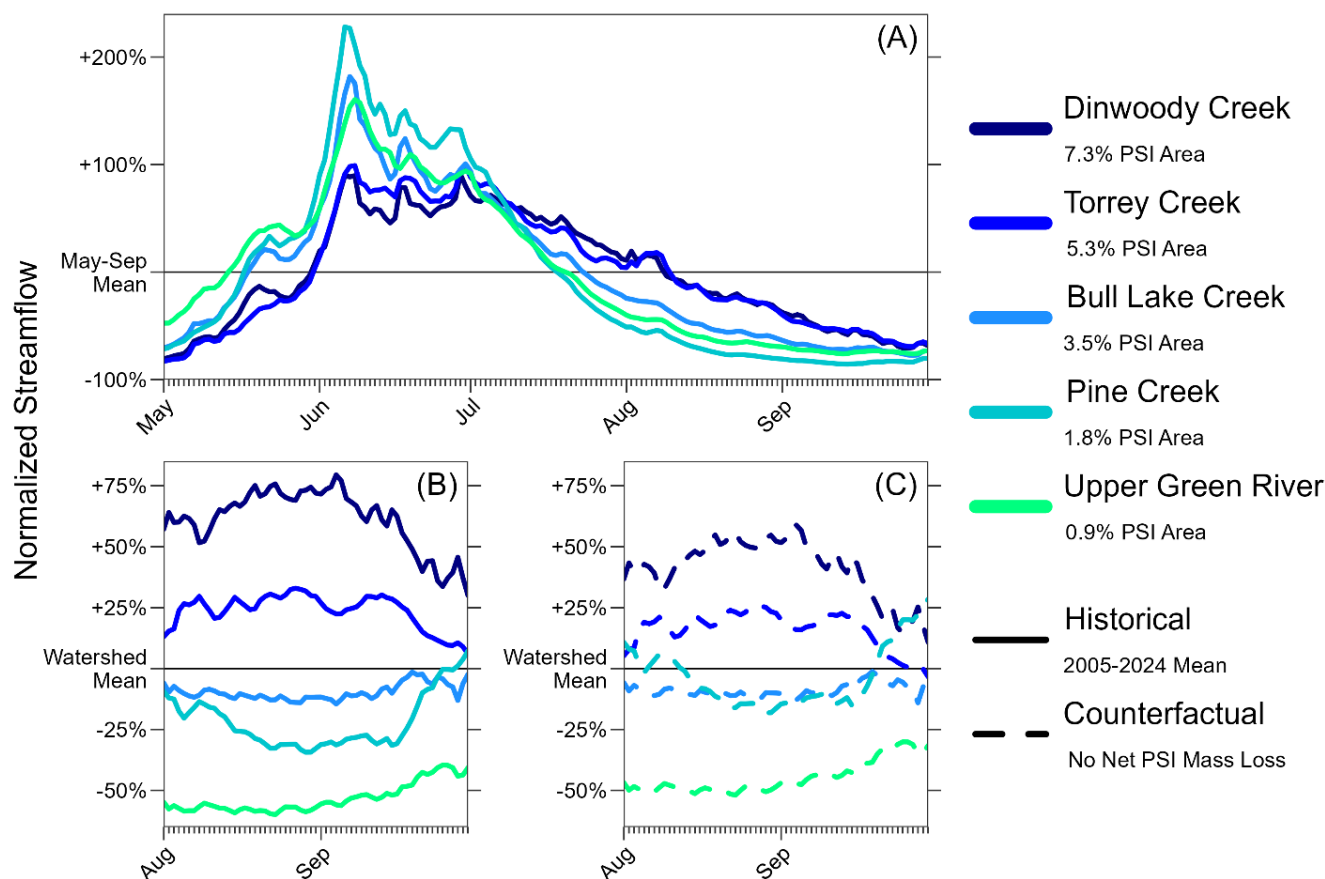 Normalized Streamflow
(A)
+200%
+100%
May-Sep
Mean
-100%
May
Jun
Jul
Aug
Sep
(B)
+75%
+50%
+25%
Watershed
Mean
-25%
-50%
Aug
Sep
(C)
+75%
+50%
+25%
Watershed
Mean
-25%
-50%
Aug
Sep
Dinwoody Creek
7.3% PSI Area
Torrey Creek
5.3% PSI Area
Bull Lake Creek
3.5% PSI Area
Pine Creek
1.8% PSI Area
Upper Green River
0.9% PSI Area
Historical
2005-2024 Mean
Counterfactual
No Net PSI Mass Loss